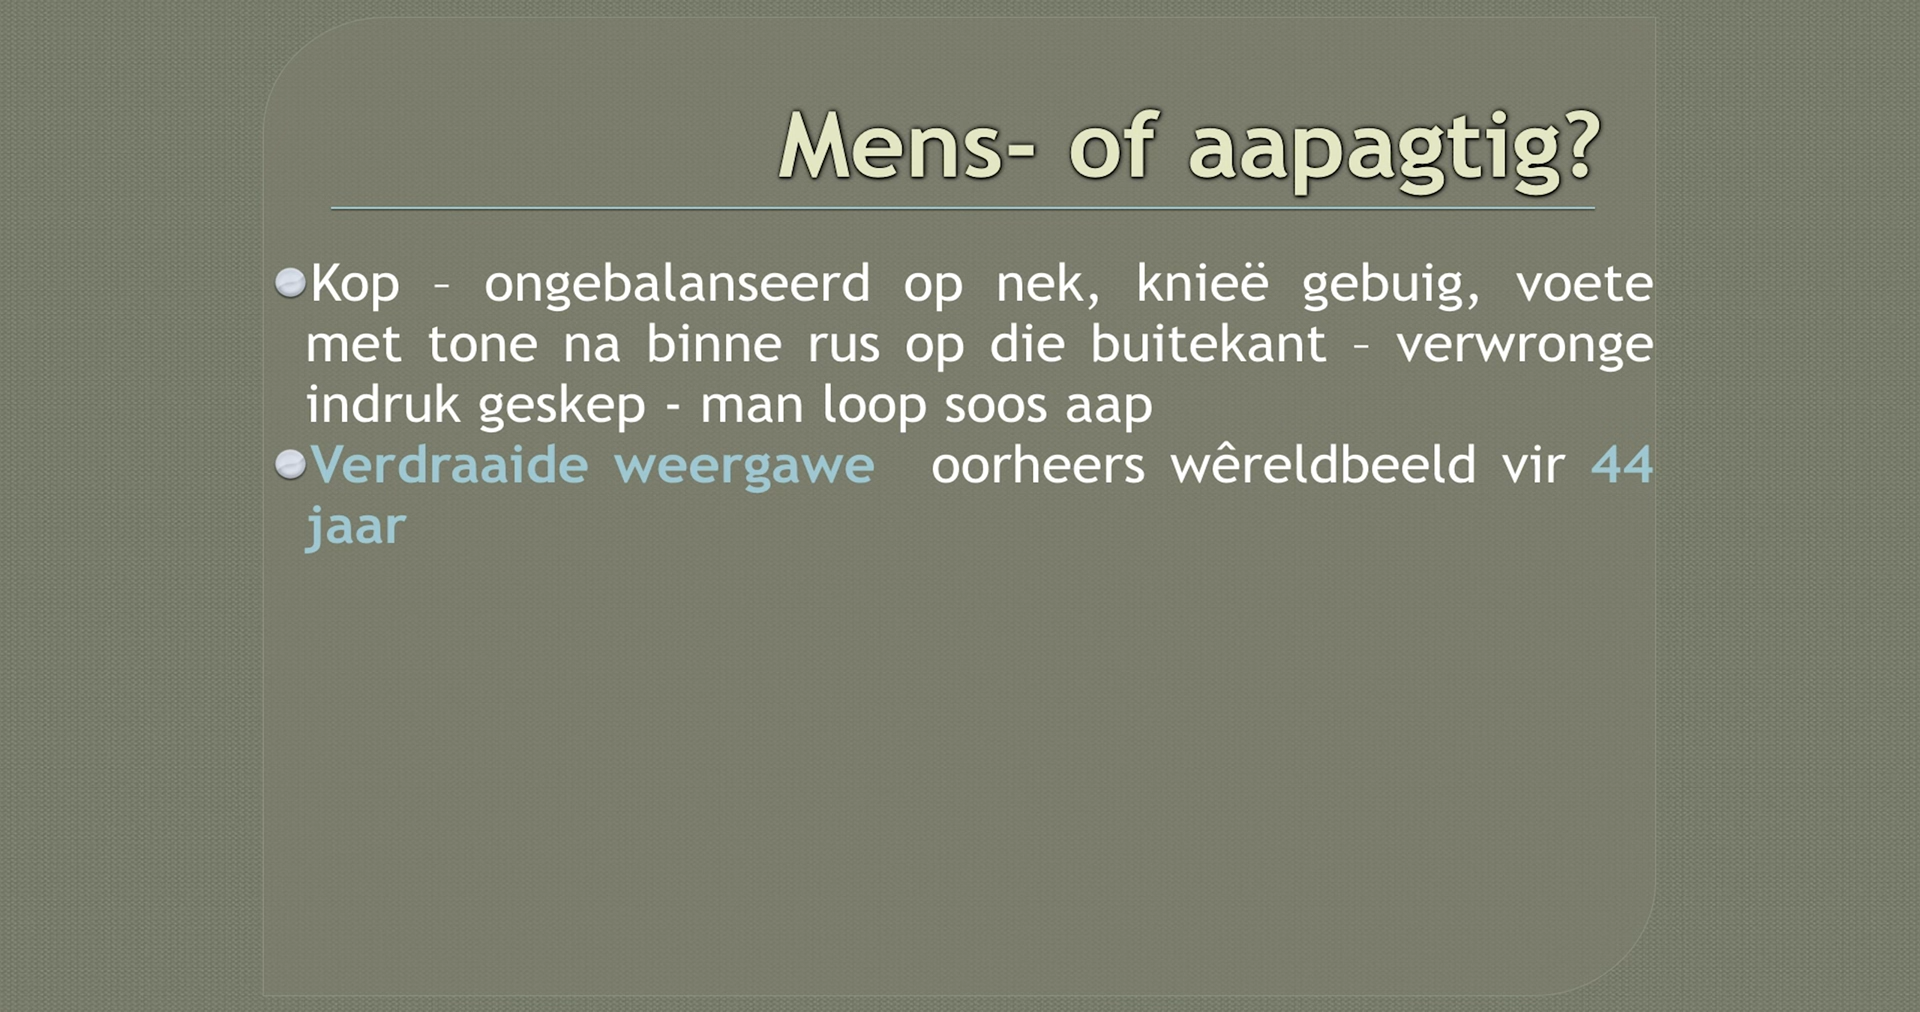 Mens- of aapagtig?
Kop – ongebalanseerd op nek, knieë gebuig, voete
met tone na binne rus op die buitekant – verwronge
indruk geskep - man loop soos aap
Verdraaide weergawe oorheers wêreldbeeld vir 44
jaar